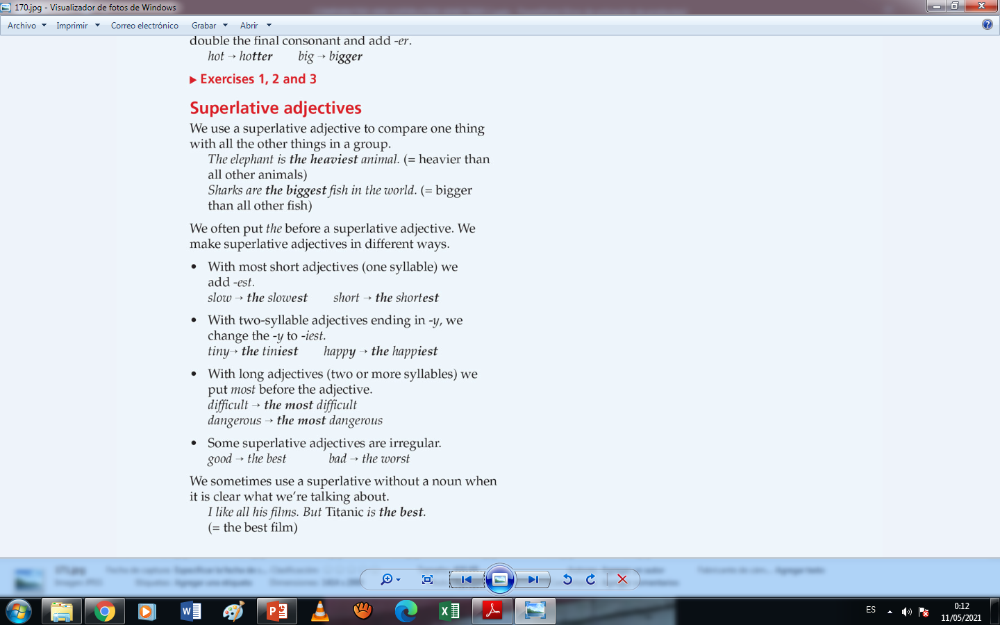 170.jpg - Visualizador de fotos de Windows
Archivo Imprimir Correo electrónico Grabar Abrir
double the final consonant and add -er.
hot → hotter big → bigger
▶ Exercises 1, 2 and 3
Superlative adjectives
We use a superlative adjective to compare one thing
with all the other things in a group.
The elephant is the heaviest animal. (= heavier than
all other animals)
Sharks are the biggest fish in the world. (= bigger
than all other fish)
We often put the before a superlative adjective. We
make superlative adjectives in different ways.
• With most short adjectives (one syllable) we
add -est.
slow → the slowest short → the shortest
• With two-syllable adjectives ending in -y, we
change the -y to -iest.
tiny→ the tiniest happy → the happiest
• With long adjectives (two or more syllables) we
put most before the adjective.
difficult → the most difficult
dangerous → the most dangerous
• Some superlative adjectives are irregular.
good → the best bad → the worst
We sometimes use a superlative without a noun when
it is clear what we're talking about.
I like all his films. But Titanic is the best.
(= the best film)
ES 0:12
11/05/2021